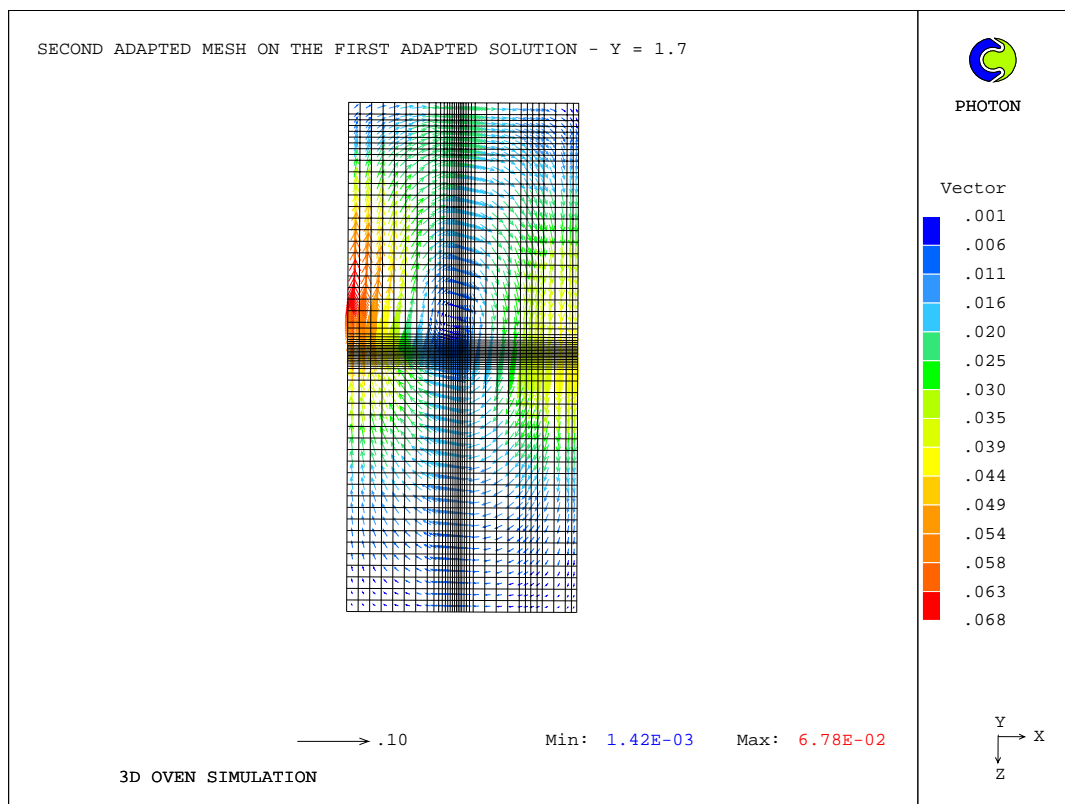 SECOND ADAPTED MESH ON THE FIRST ADAPTED SOLUTION - Y = 1.7
PHOTON
Vector
.001
.006
.011
.016
.020
.025
.030
.035
.039
.044
.049
.054
.058
.063
.068
.10
Min: 1.42E-03 Max: 6.78E-02
3D OVEN SIMULATION
Y
X
Z